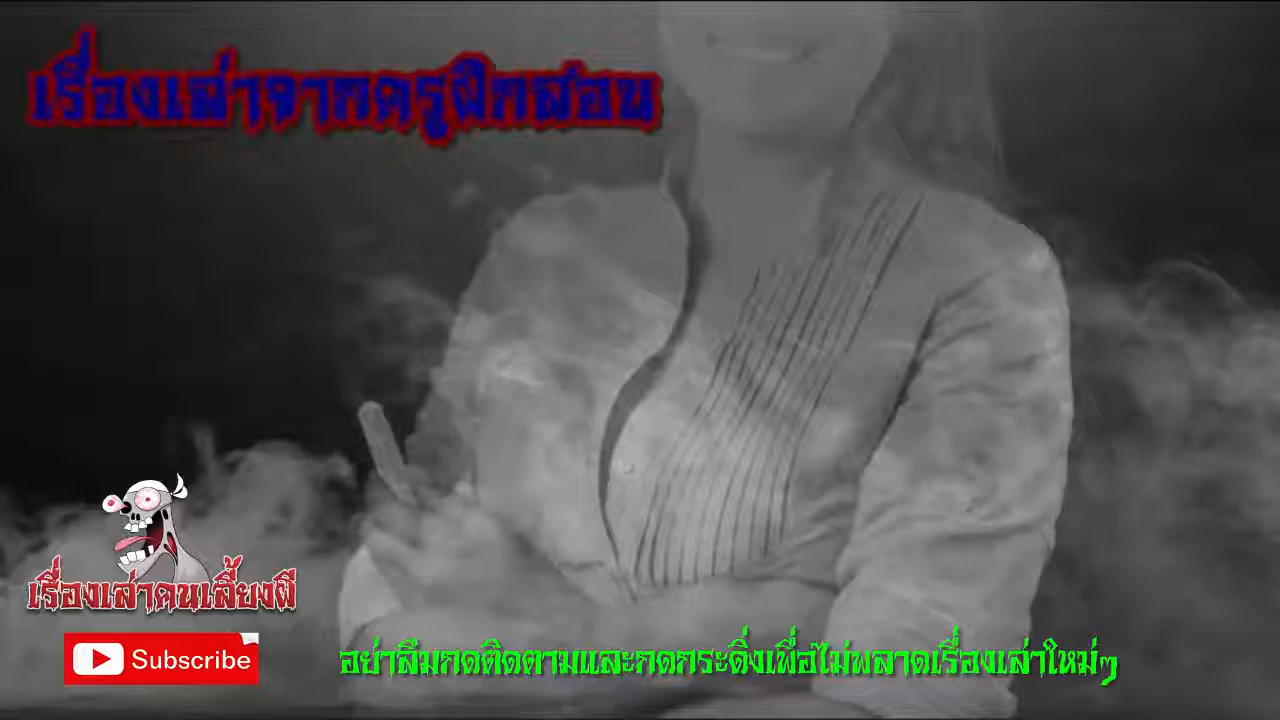 เรื่องเล่าจากครูฝึกสอน
เรื่องเล่าคนเลี้ยงผี
Subscribe
อย่าลืมกดติดตามและกดกระดิ่งเพื่อไม่พลาดเรื่องเล่าใหม่ๆ